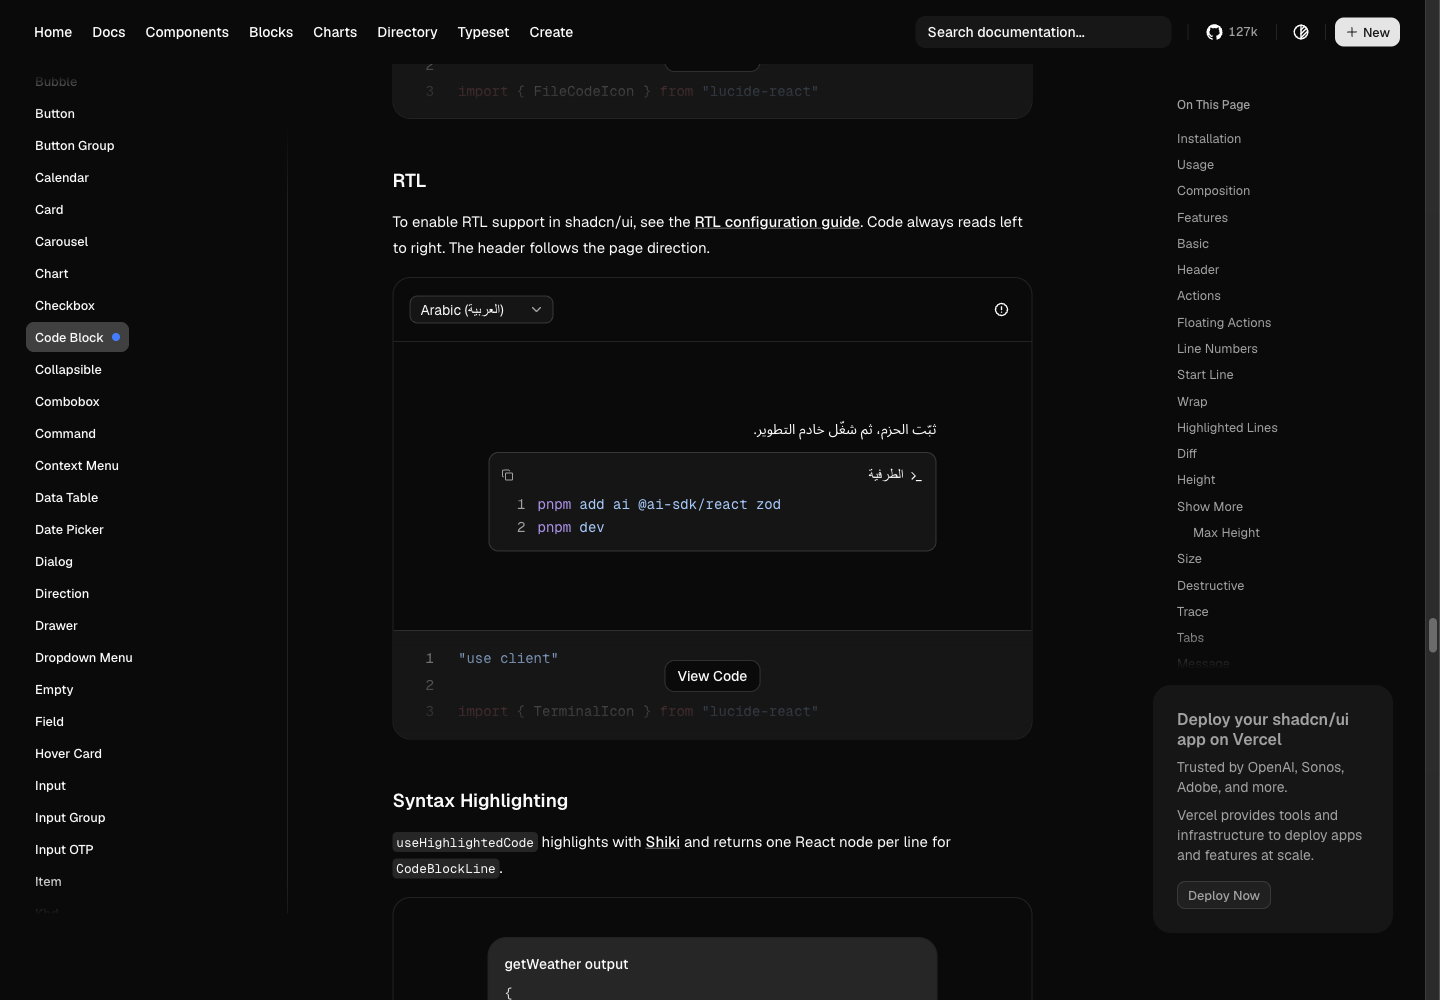 Home Docs Components Blocks Charts Directory Typeset Create
Search documentation...
127k
New
Bubble
Button
Button Group
Calendar
Card
Carousel
Chart
Checkbox
Code Block
Collapsible
Combobox
Command
Context Menu
Data Table
Date Picker
Dialog
Direction
Drawer
Dropdown Menu
Empty
Field
Hover Card
Input
Input Group
Input OTP
Item
2
3 import { FileCodeIcon } from "lucide-react"
RTL
To enable RTL support in shadcn/ui, see the RTL configuration guide. Code always reads left
to right. The header follows the page direction.
Arabic (العربية)
ثبّت الحزم، ثم شغّل خادم التطوير.
الطرفية
1 pnpm add ai @ai-sdk/react zod
2 pnpm dev
1 "use client"
2
3 import { TerminalIcon } from "lucide-react"
View Code
Syntax Highlighting
useHighlightedCode highlights with Shiki and returns one React node per line for
CodeBlockLine.
getWeather output
{
On This Page
Installation
Usage
Composition
Features
Basic
Header
Actions
Floating Actions
Line Numbers
Start Line
Wrap
Highlighted Lines
Diff
Height
Show More
Max Height
Size
Destructive
Trace
Tabs
Message
Deploy your shadcn/ui
app on Vercel
Trusted by OpenAI, Sonos,
Adobe, and more.
Vercel provides tools and
infrastructure to deploy apps
and features at scale.
Deploy Now